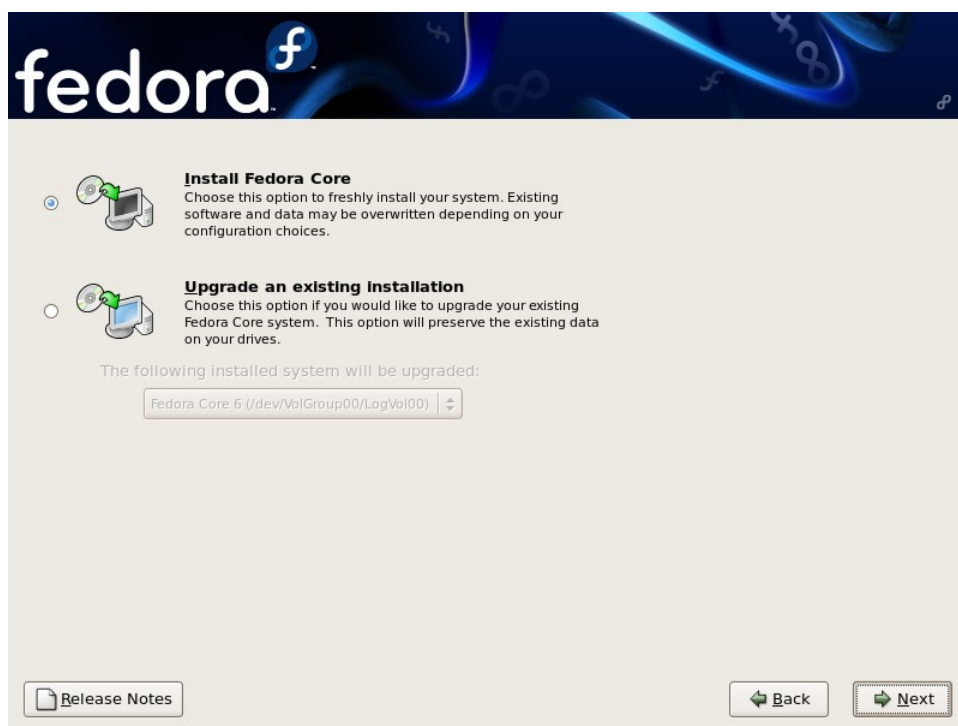 fedora
Install Fedora Core
Choose this option to freshly install your system. Existing
software and data may be overwritten depending on your
configuration choices.
Upgrade an existing installation
Choose this option if you would like to upgrade your existing
Fedora Core system. This option will preserve the existing data
on your drives.
The following installed system will be upgraded:
Fedora Core 6 (/dev/VolGroup00/LogVol00)
Release Notes
Back
Next